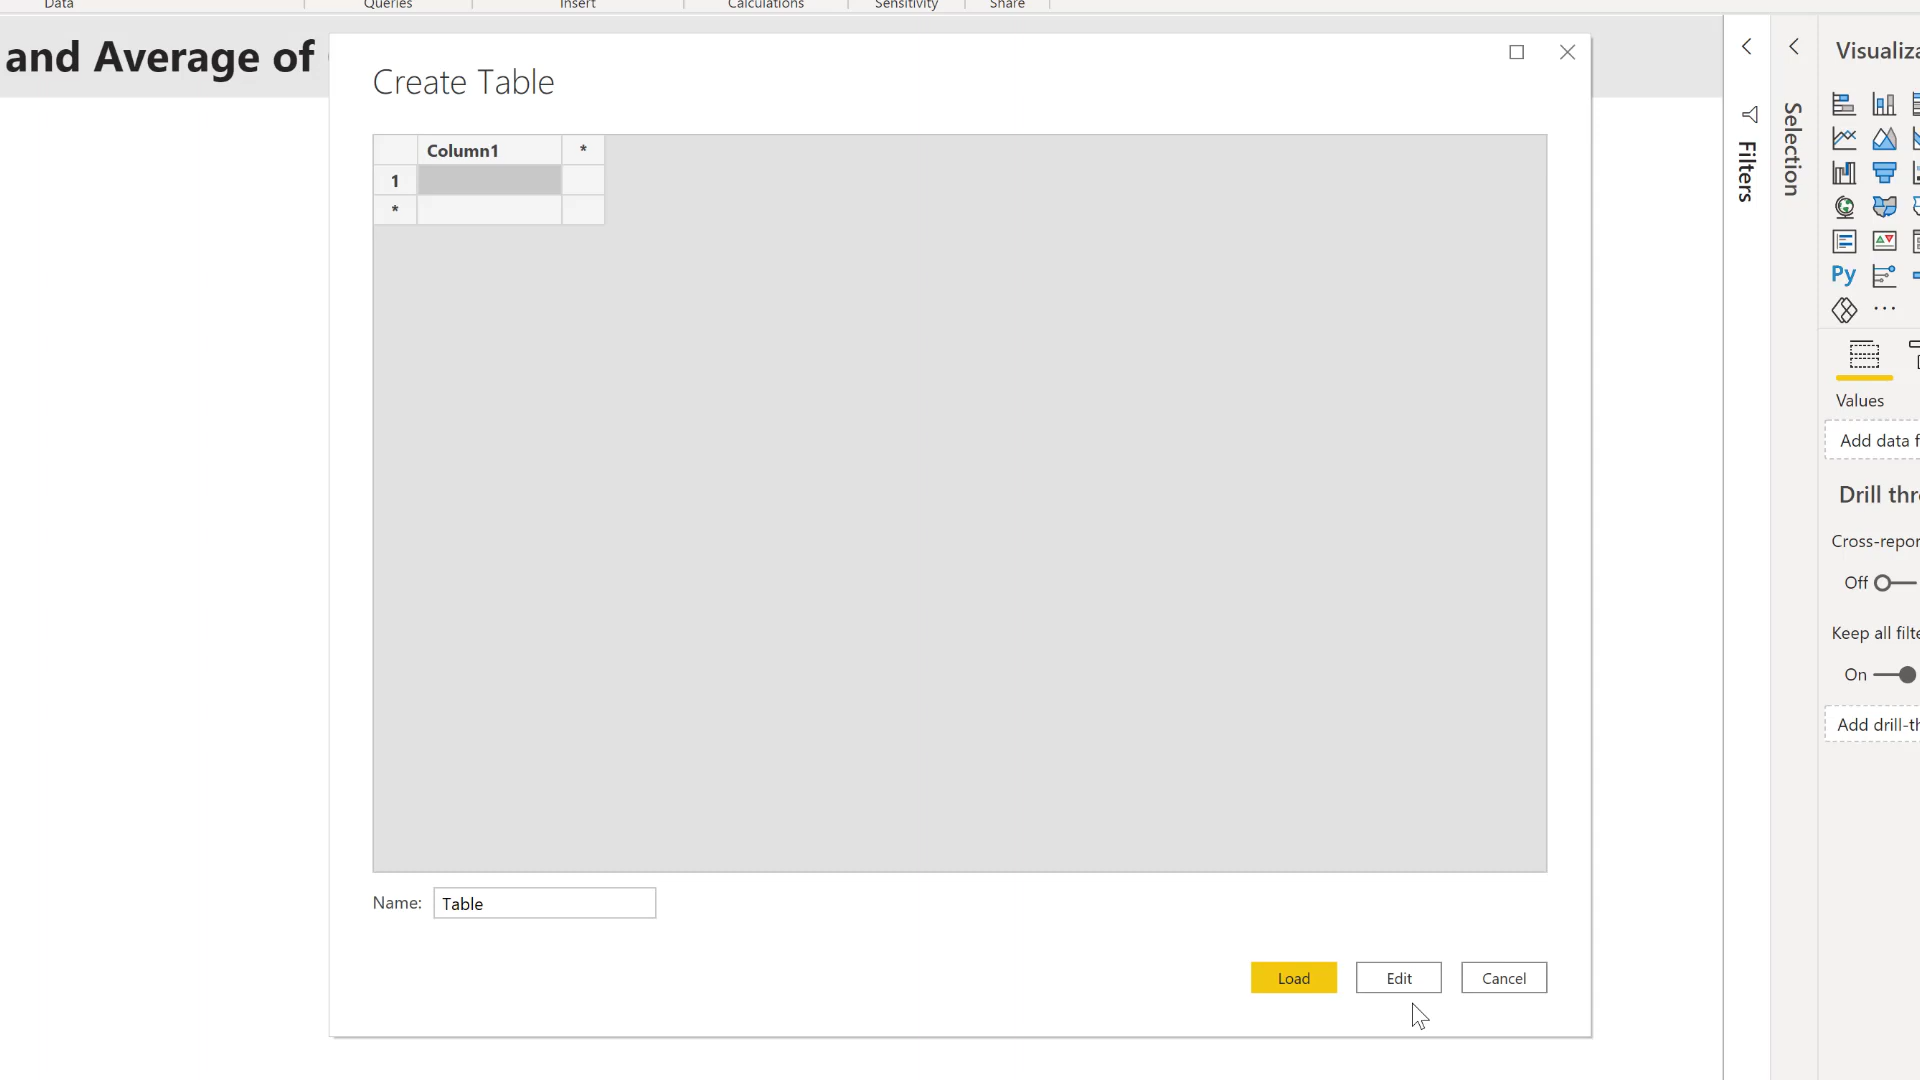 Data
Queries
Insert
Calculations
Sensitivity
Share
and Average of
Create Table
Column1 *
1
*
Name: Table
Load
Edit
Cancel
Filters
Selection
Visualiza
Py
...
Values
Add data f
Drill thr
Cross-repor
Off
Keep all filte
On
Add drill-th